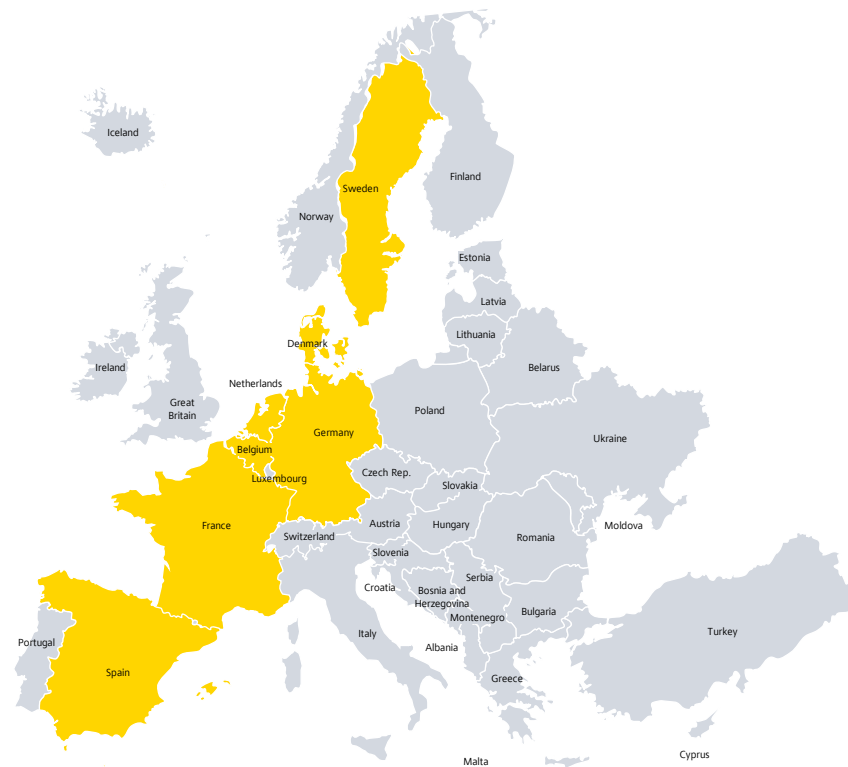 Iceland
Sweden
Finland
Norway
Estonia
Latvia
Lithuania
Denmark
Ireland
Belarus
Netherlands
Great
Britain
Poland
Germany
Ukraine
Belgium
Czech Rep.
Luxembourg
Slovakia
France
Austria
Hungary
Moldova
Switzerland
Romania
Slovenia
Serbia
Croatia
Bosnia and
Herzegovina
Montenegro
Bulgaria
Italy
Turkey
Portugal
Albania
Spain
Greece
Cyprus
Malta